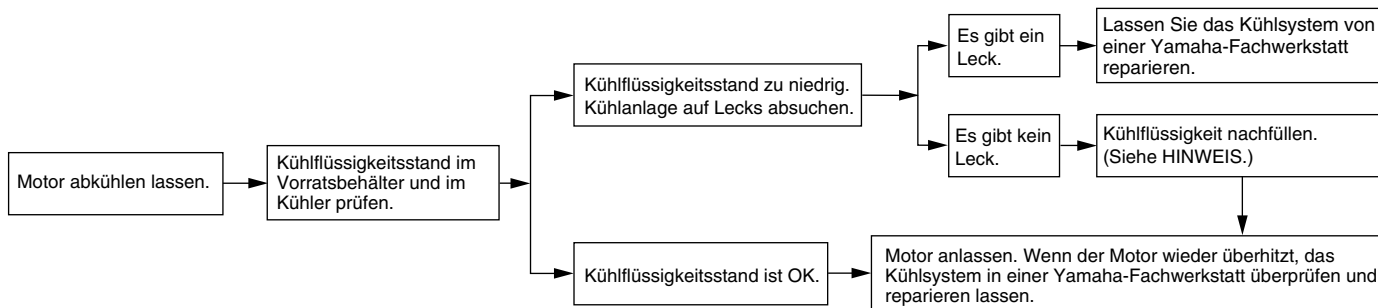 Motor abkühlen lassen.
Kühlflüssigkeitsstand im
Vorratsbehälter und im
Kühler prüfen.
Kühlflüssigkeitsstand zu niedrig.
Kühlanlage auf Lecks absuchen.
Es gibt ein
Leck.
Lassen Sie das Kühlsystem von
einer Yamaha-Fachwerkstatt
reparieren.
Es gibt kein
Leck.
Kühlflüssigkeit nachfüllen.
(Siehe HINWEIS.)
Kühlflüssigkeitsstand ist OK.
Motor anlassen. Wenn der Motor wieder überhitzt, das
Kühlsystem in einer Yamaha-Fachwerkstatt überprüfen und
reparieren lassen.